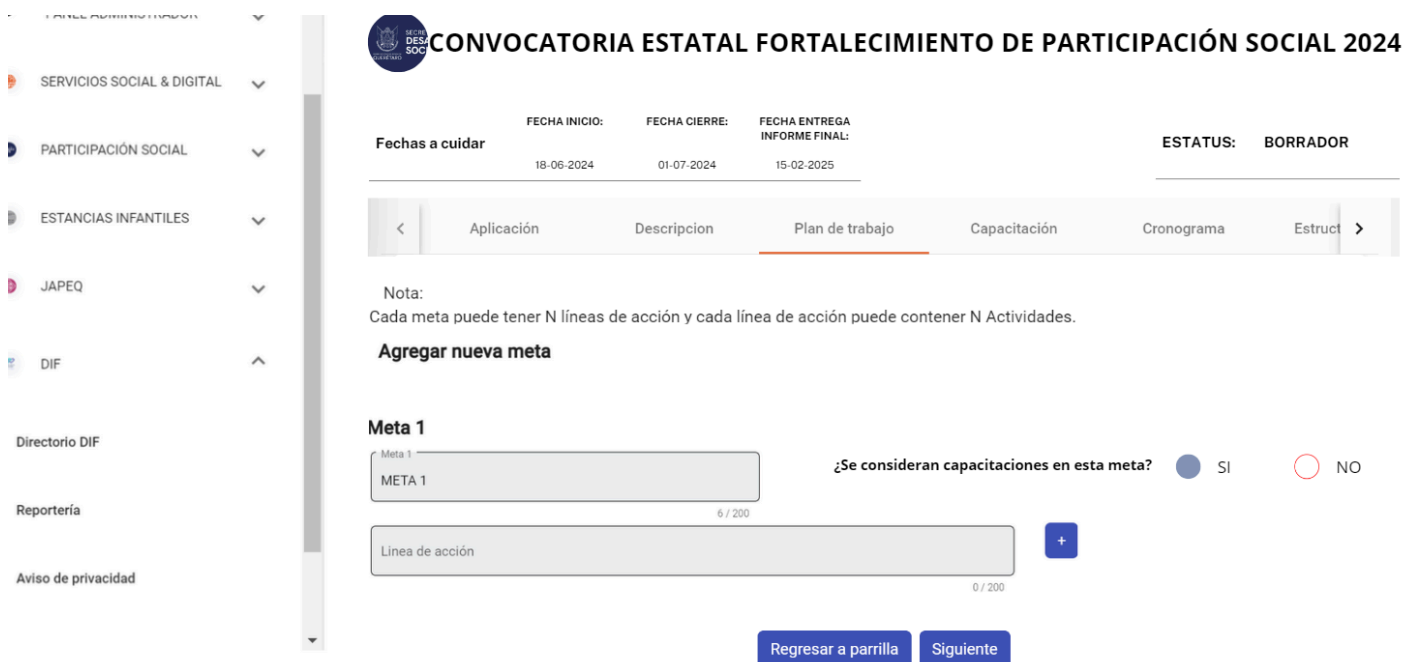 PANEL ADMINISTRADOR
SERVICIOS SOCIAL & DIGITAL
PARTICIPACIÓN SOCIAL
ESTANCIAS INFANTILES
JAPEQ
DIF
Directorio DIF
Reportería
Aviso de privacidad
CONVOCATORIA ESTATAL FORTALECIMIENTO DE PARTICIPACIÓN SOCIAL 2024
Fechas a cuidar
FECHA INICIO:
18-06-2024
FECHA CIERRE:
01-07-2024
FECHA ENTREGA
INFORME FINAL:
15-02-2025
ESTATUS: BORRADOR
Aplicación
Descripcion
Plan de trabajo
Capacitación
Cronograma
Estruct
Nota:
Cada meta puede tener N líneas de acción y cada línea de acción puede contener N Actividades.
Agregar nueva meta
Meta 1
Meta 1
META 1
6 / 200
¿Se consideran capacitaciones en esta meta? SI NO
Linea de acción
+
0 / 200
Regresar a parrilla
Siguiente